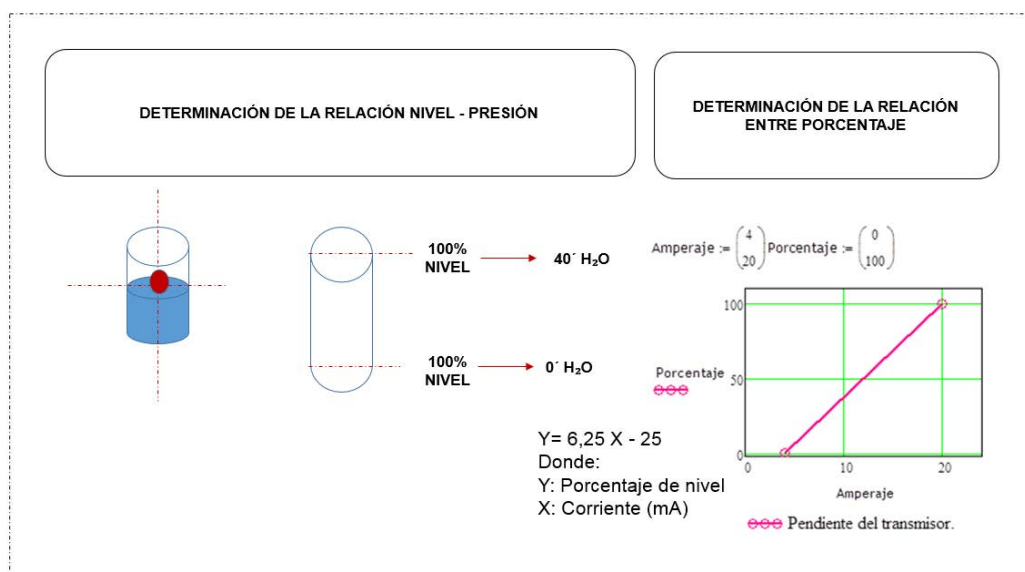 DETERMINACIÓN DE LA RELACIÓN NIVEL - PRESIÓN
DETERMINACIÓN DE LA RELACIÓN
ENTRE PORCENTAJE
100%
NIVEL
40´ H₂O
100%
NIVEL
0´ H₂O
Y= 6,25 X - 25
Donde:
Y: Porcentaje de nivel
X: Corriente (mA)
Amperaje := (4 20) Porcentaje := (0 100)
100
50
0
Porcentaje
0 10 20
Amperaje
Pendiente del transmisor.